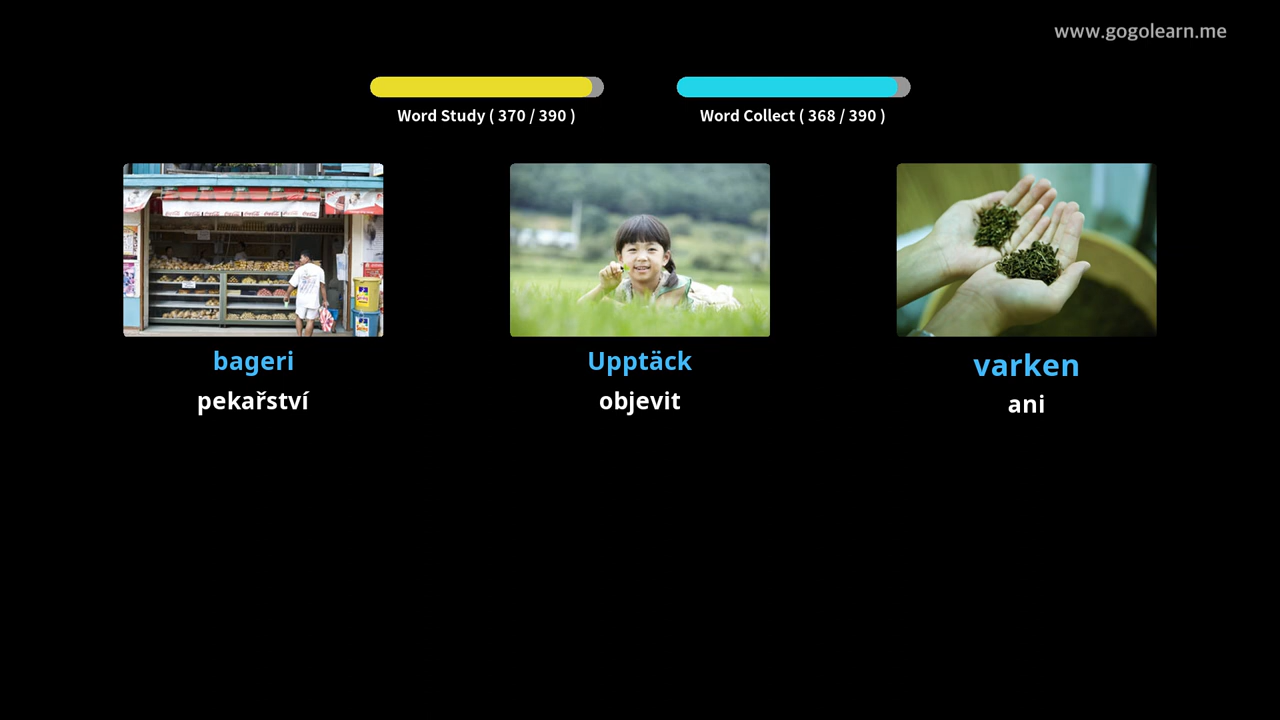 www.gogolearn.me
Word Study ( 370 / 390 )
Word Collect ( 368 / 390 )
bageri
Upptäck
varken
pekařství
objevit
ani